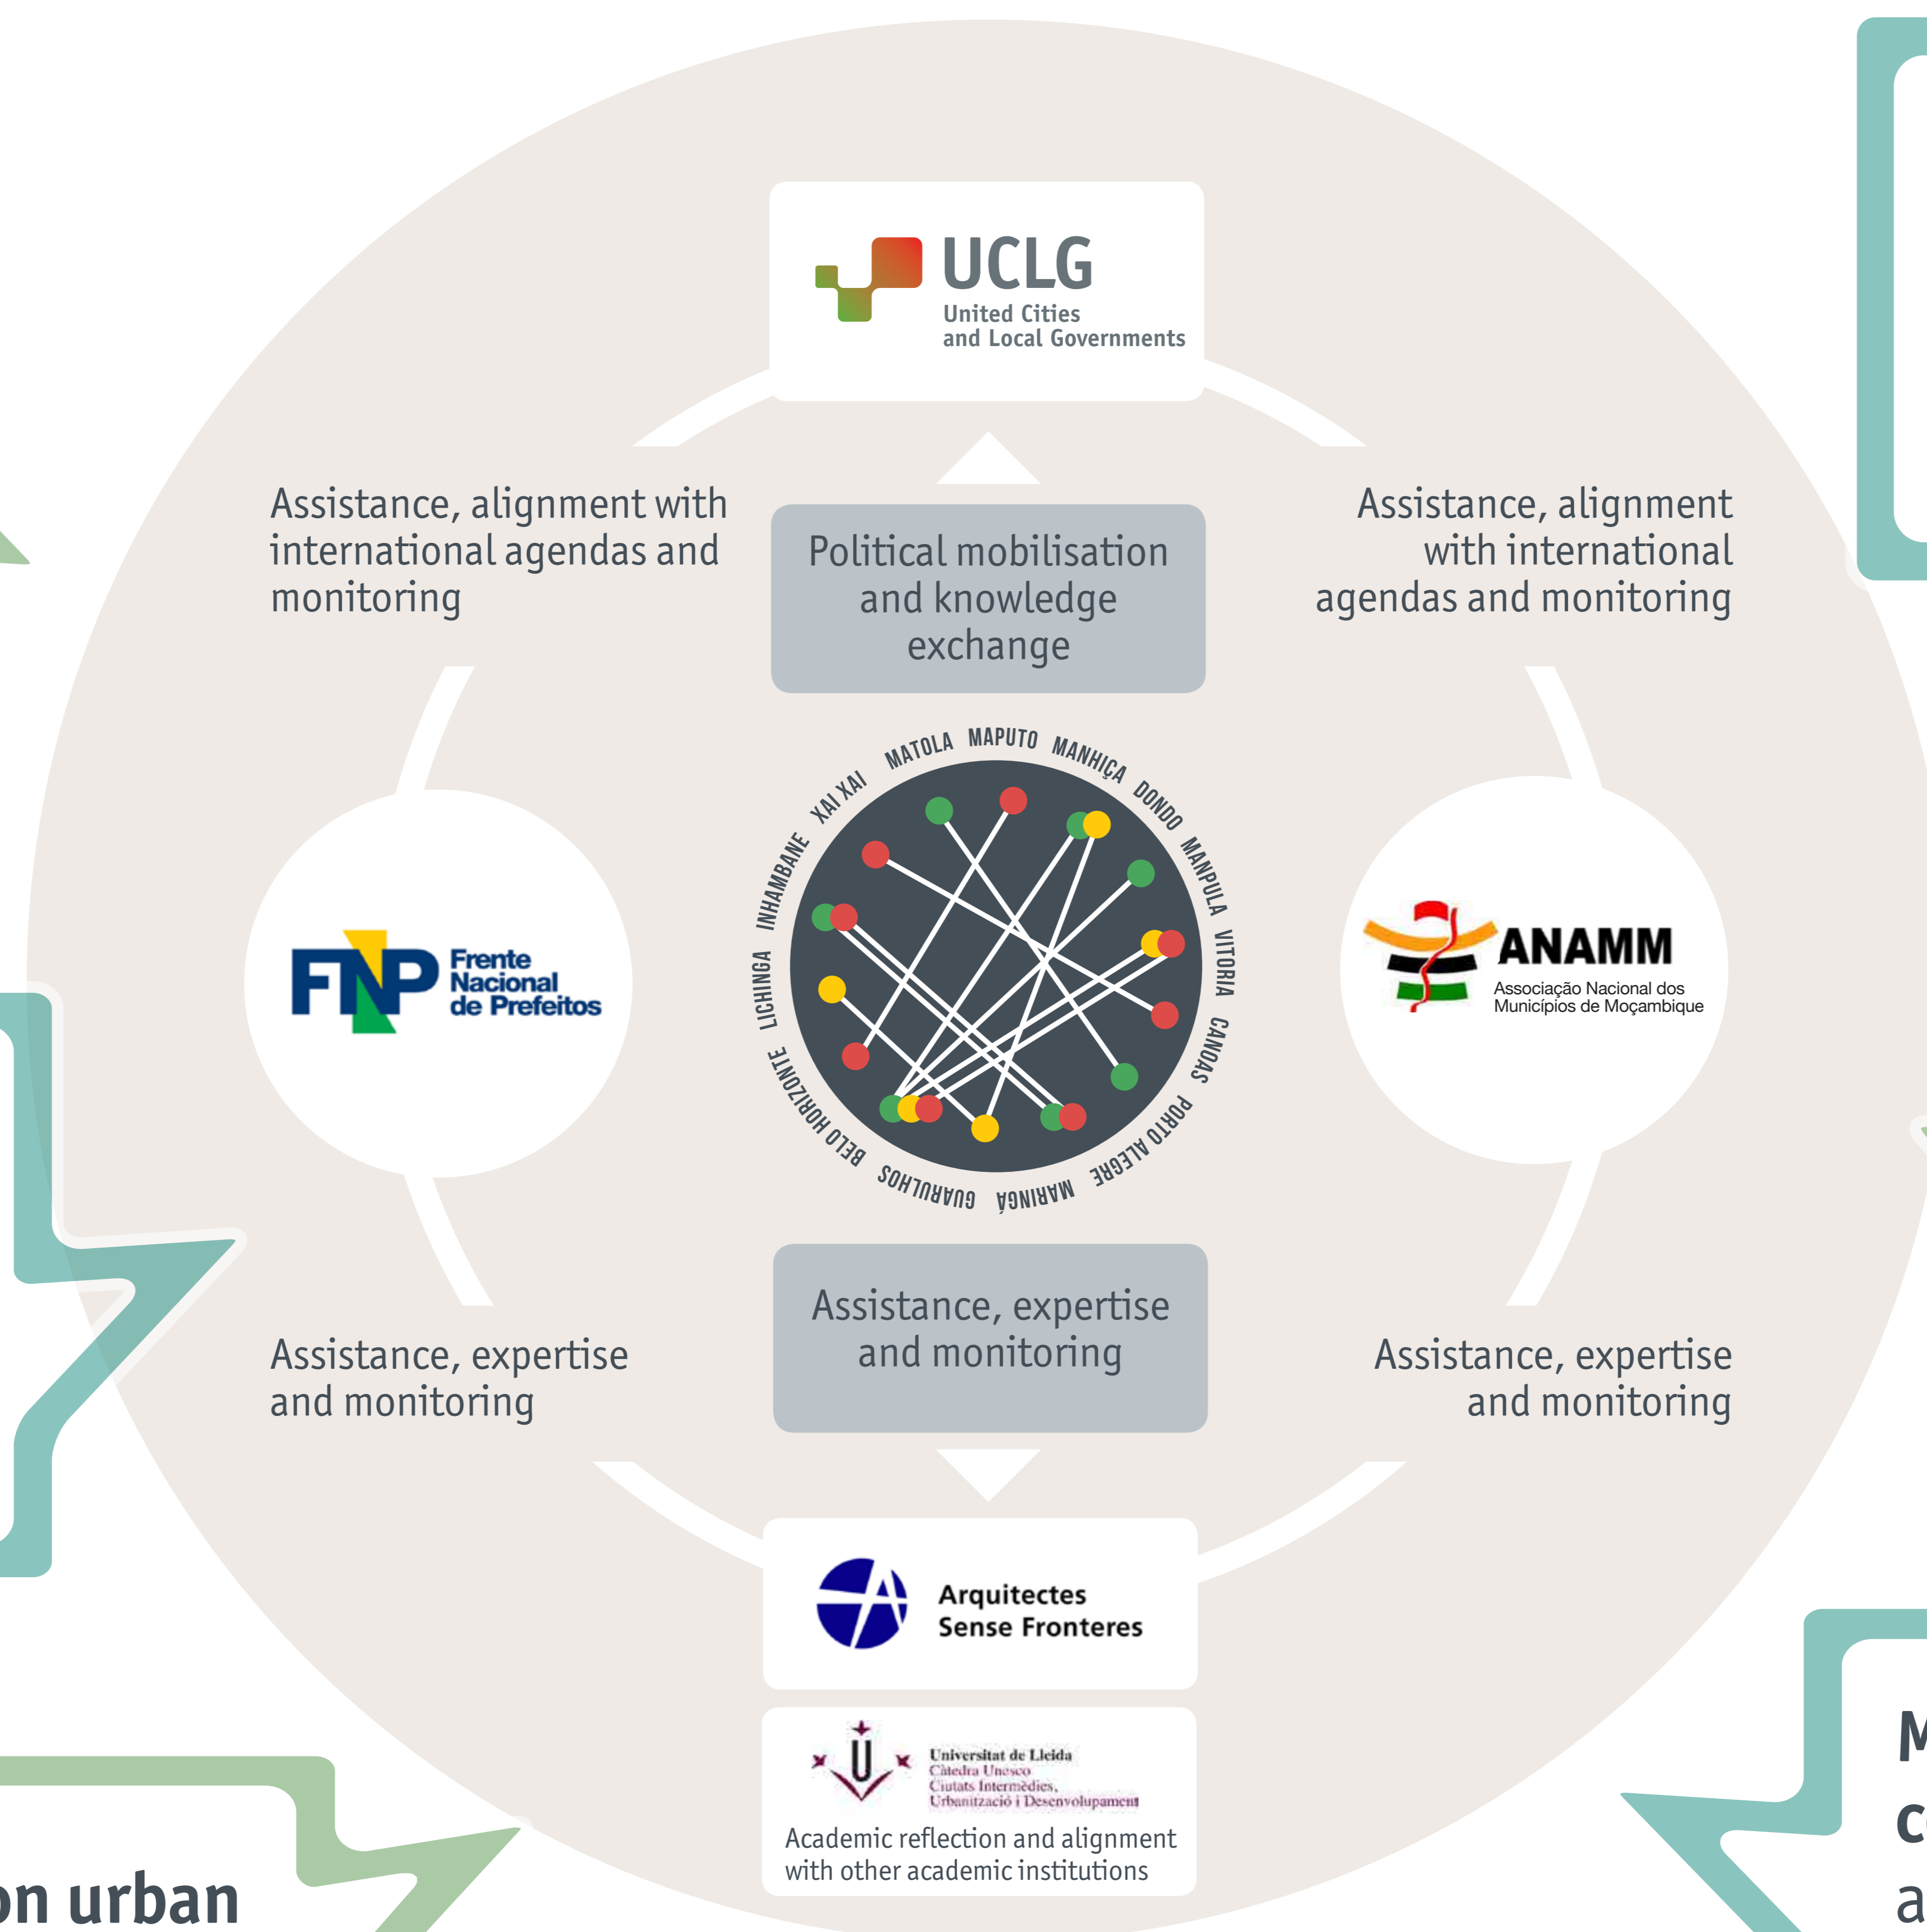 UCLG
United Cities
and Local Governments
Assistance, alignment with
international agendas and
monitoring
Political mobilisation
and knowledge
exchange
Assistance, alignment
with international
agendas and monitoring
FNP
Frente
Nacional
de Prefeitos
MATOLA
MAPUTO
MANHIÇA
DONDO
MANPULA
VITORIA
CANOAS
PORTO ALEGRE
MARINGÁ
GUARULHOS
BELO HORIZONTE
LICHINGA
INHAMBANE
XAI XAI
ANAMM
Associação Nacional dos
Municípios de Moçambique
Assistance, expertise
and monitoring
Assistance, expertise
and monitoring
Assistance, expertise
and monitoring
Arquitectes
Sense Fronteres
Universitat de Lleida
Càtedra Unesco
Ciutats Intermèdies,
Urbanització i Desenvolupament
Academic reflection and alignment
with other academic institutions
on urban